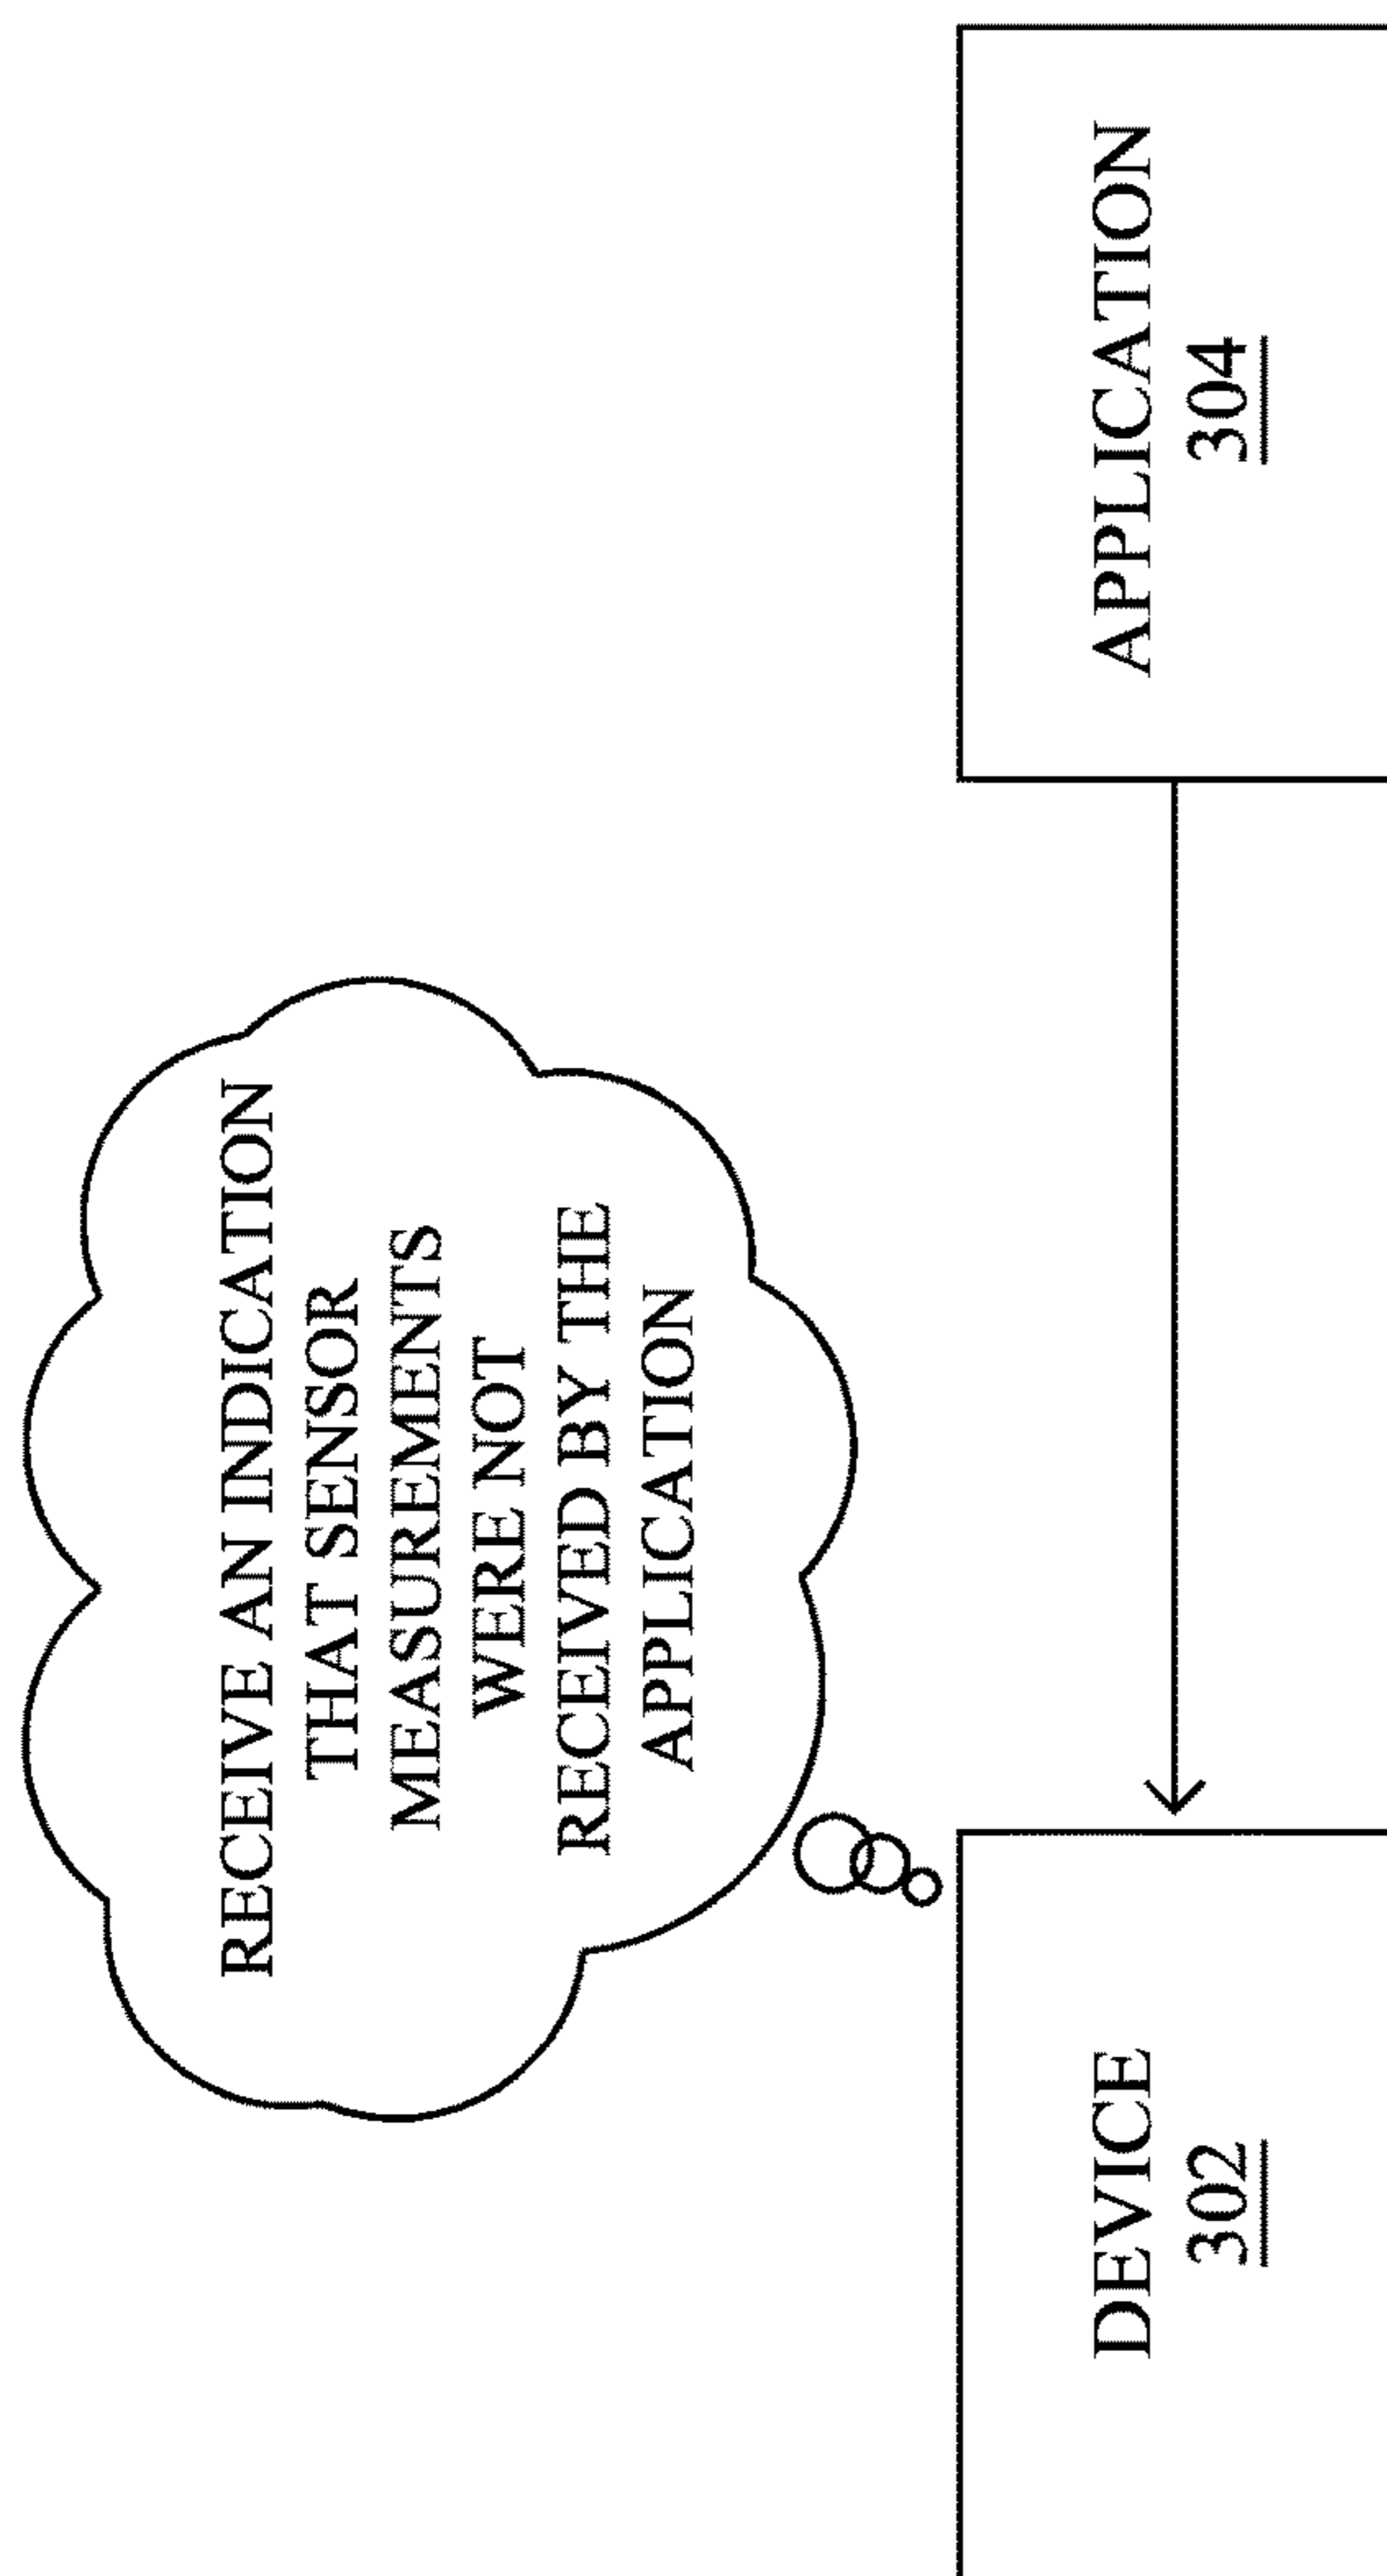 RECEIVE AN INDICATION
THAT SENSOR
MEASUREMENTS
WERE NOT
RECEIVED BY THE
APPLICATION
DEVICE
302
APPLICATION
304